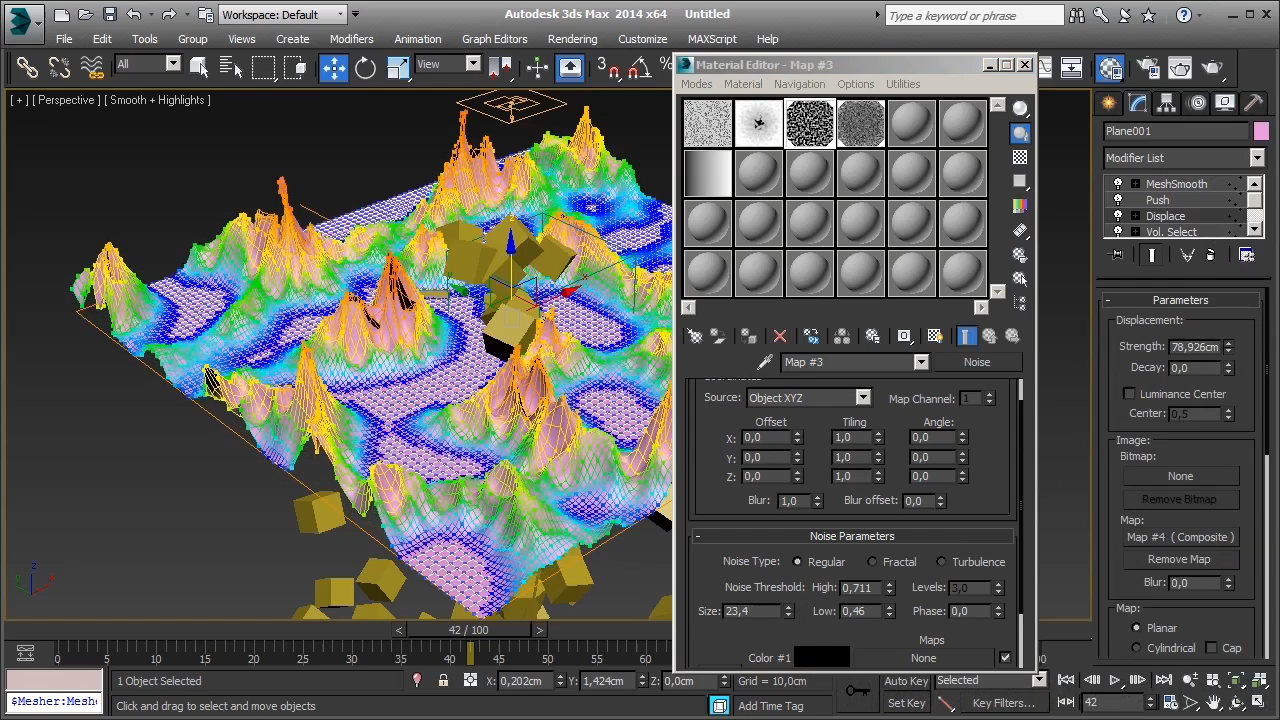 Workspace: Default
Autodesk 3ds Max 2014 x64 Untitled
Type a keyword or phrase
File Edit Tools Group Views Create Modifiers Animation Graph Editors Rendering Customize MAXScript Help
All
View
3
%
[ + ] [ Perspective ] [ Smooth + Highlights ]
Material Editor - Map #3
Modes Material Navigation Options Utilities
Map #3
Noise
Source: Object XYZ
Map Channel: 1
Offset Tiling Angle:
X: 0,0 1,0 0,0
Y: 0,0 1,0 0,0
Z: 0,0 1,0 0,0
Blur: 1,0 Blur offset: 0,0
- Noise Parameters
Noise Type: Regular Fractal Turbulence
Noise Threshold: High: 0,711 Levels: 3,0
Size: 23,4 Low: 0,46 Phase: 0,0
Maps
Color #1 None
Plane001
Modifier List
MeshSmooth
Push
Displace
Vol. Select
- Parameters
Displacement:
Strength: 78,926cm
Decay: 0,0
Luminance Center
Center: 0,5
Image:
Bitmap:
None
Remove Bitmap
Map:
Map #4 ( Composite )
Remove Map
Blur: 0,0
Map:
Planar
Cylindrical Cap
z
< 42 / 100 >
0 5 10 15 20 25 30 35 40 45 50 55 60
1 Object Selected
X: 0,202cm Y: 1,424cm Z: 0,0cm
Grid = 10,0cm
Auto Key Selected
$Mesher:Mesh
Click and drag to select and move objects
Add Time Tag
Set Key Key Filters...
42